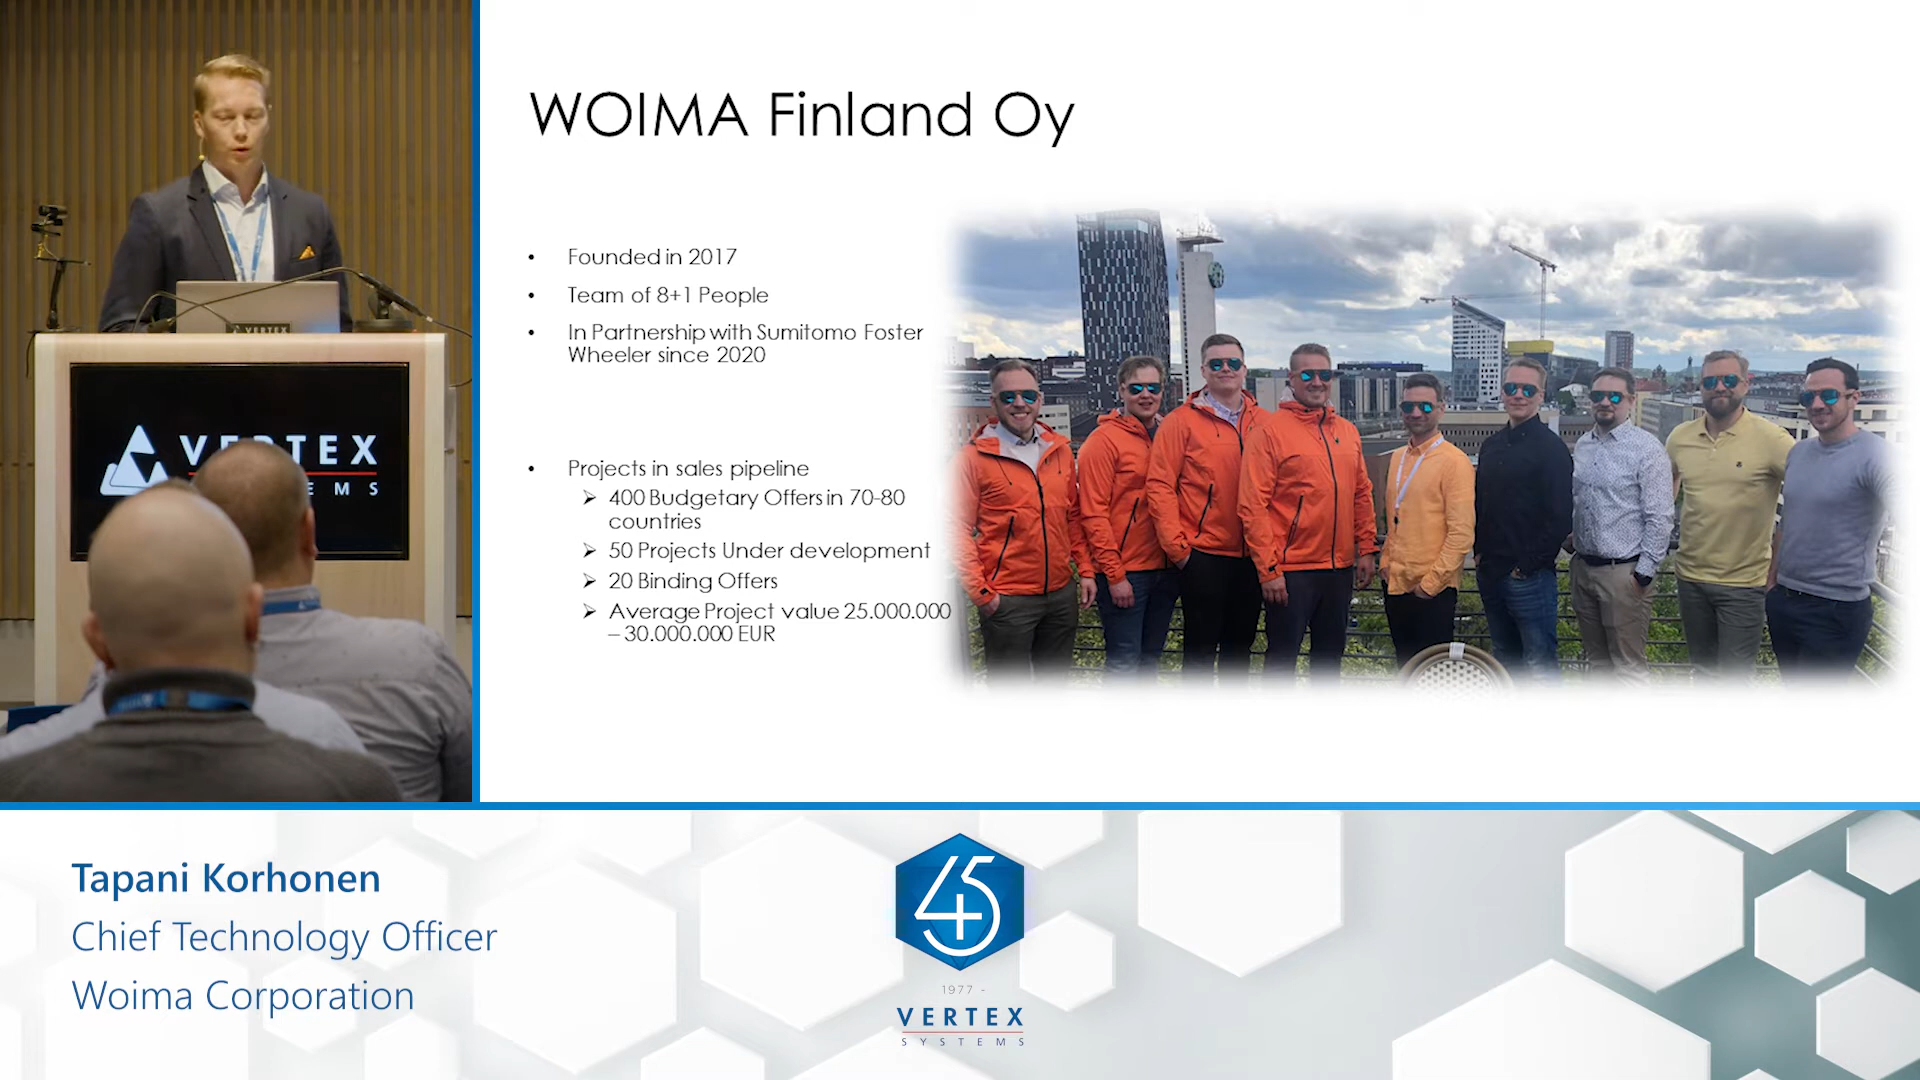 WOIMA Finland Oy
• Founded in 2017
• Team of 8+1 People
• In Partnership with Sumitomo Foster
Wheeler since 2020
• Projects in sales pipeline
➢ 400 Budgetary Offers in 70-80
countries
➢ 50 Projects Under development
➢ 20 Binding Offers
➢ Average Project value 25.000.000
– 30.000.000 EUR
VERTEX
VERTEX
EMS
Tapani Korhonen
Chief Technology Officer
Woima Corporation
45
1977 -
VERTEX
SYSTEMS